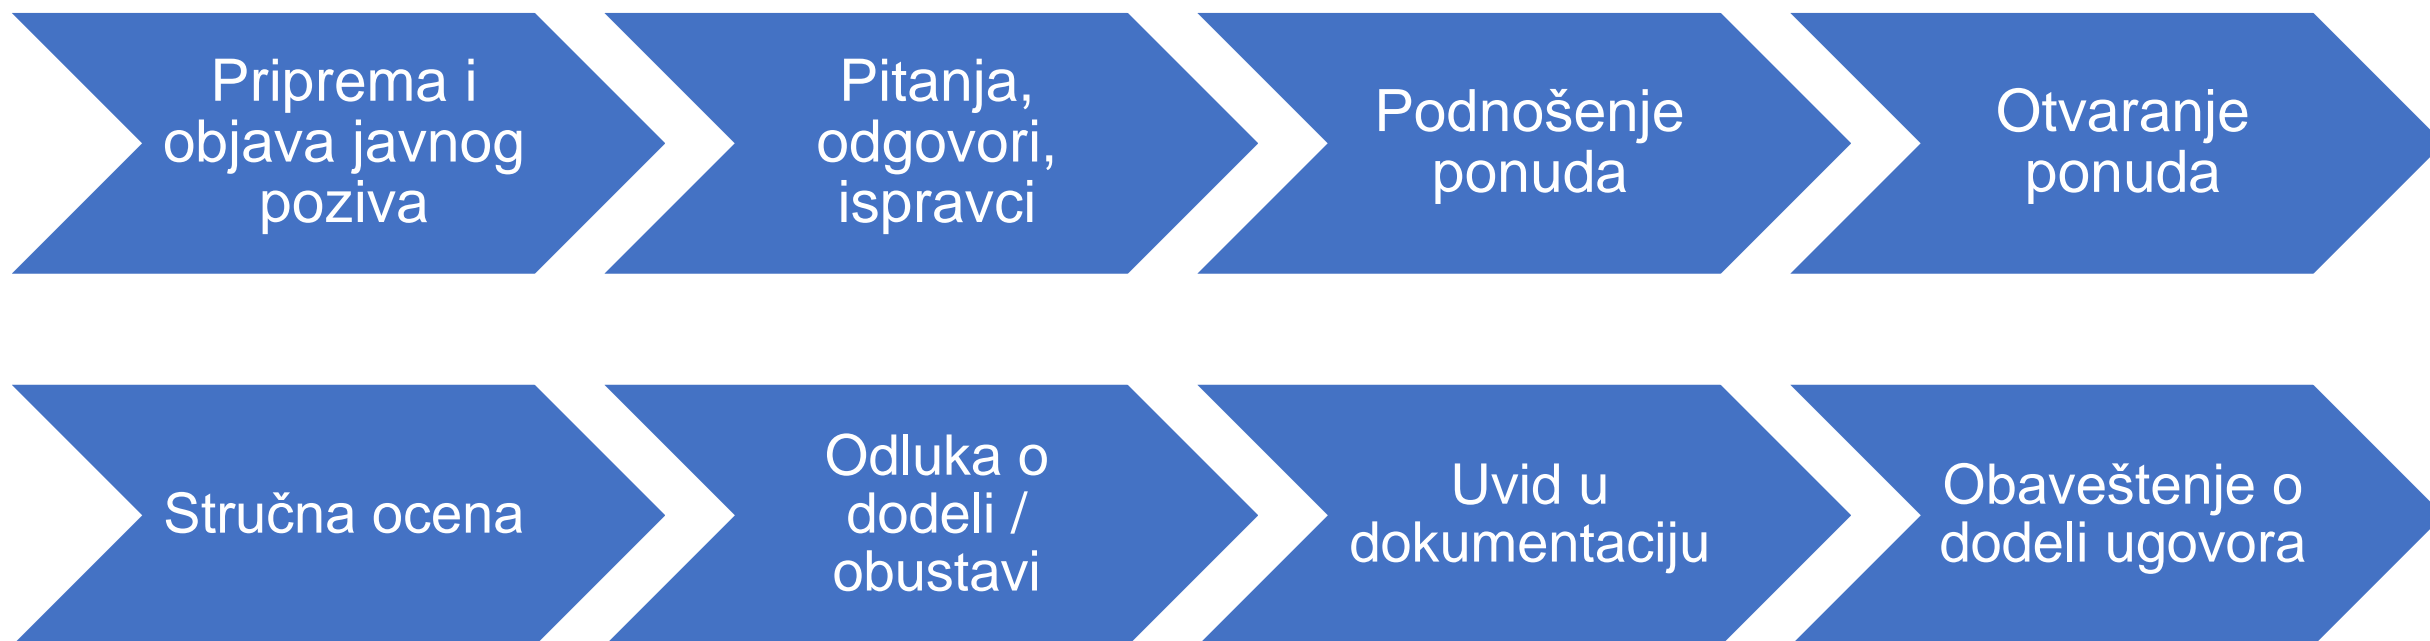 Priprema i
objava javnog
poziva
Pitanja,
odgovori,
ispravci
Podnošenje
ponuda
Otvaranje
ponuda
Stručna ocena
Odluka o
dodeli /
obustavi
Uvid u
dokumentaciju
Obaveštenje o
dodeli ugovora